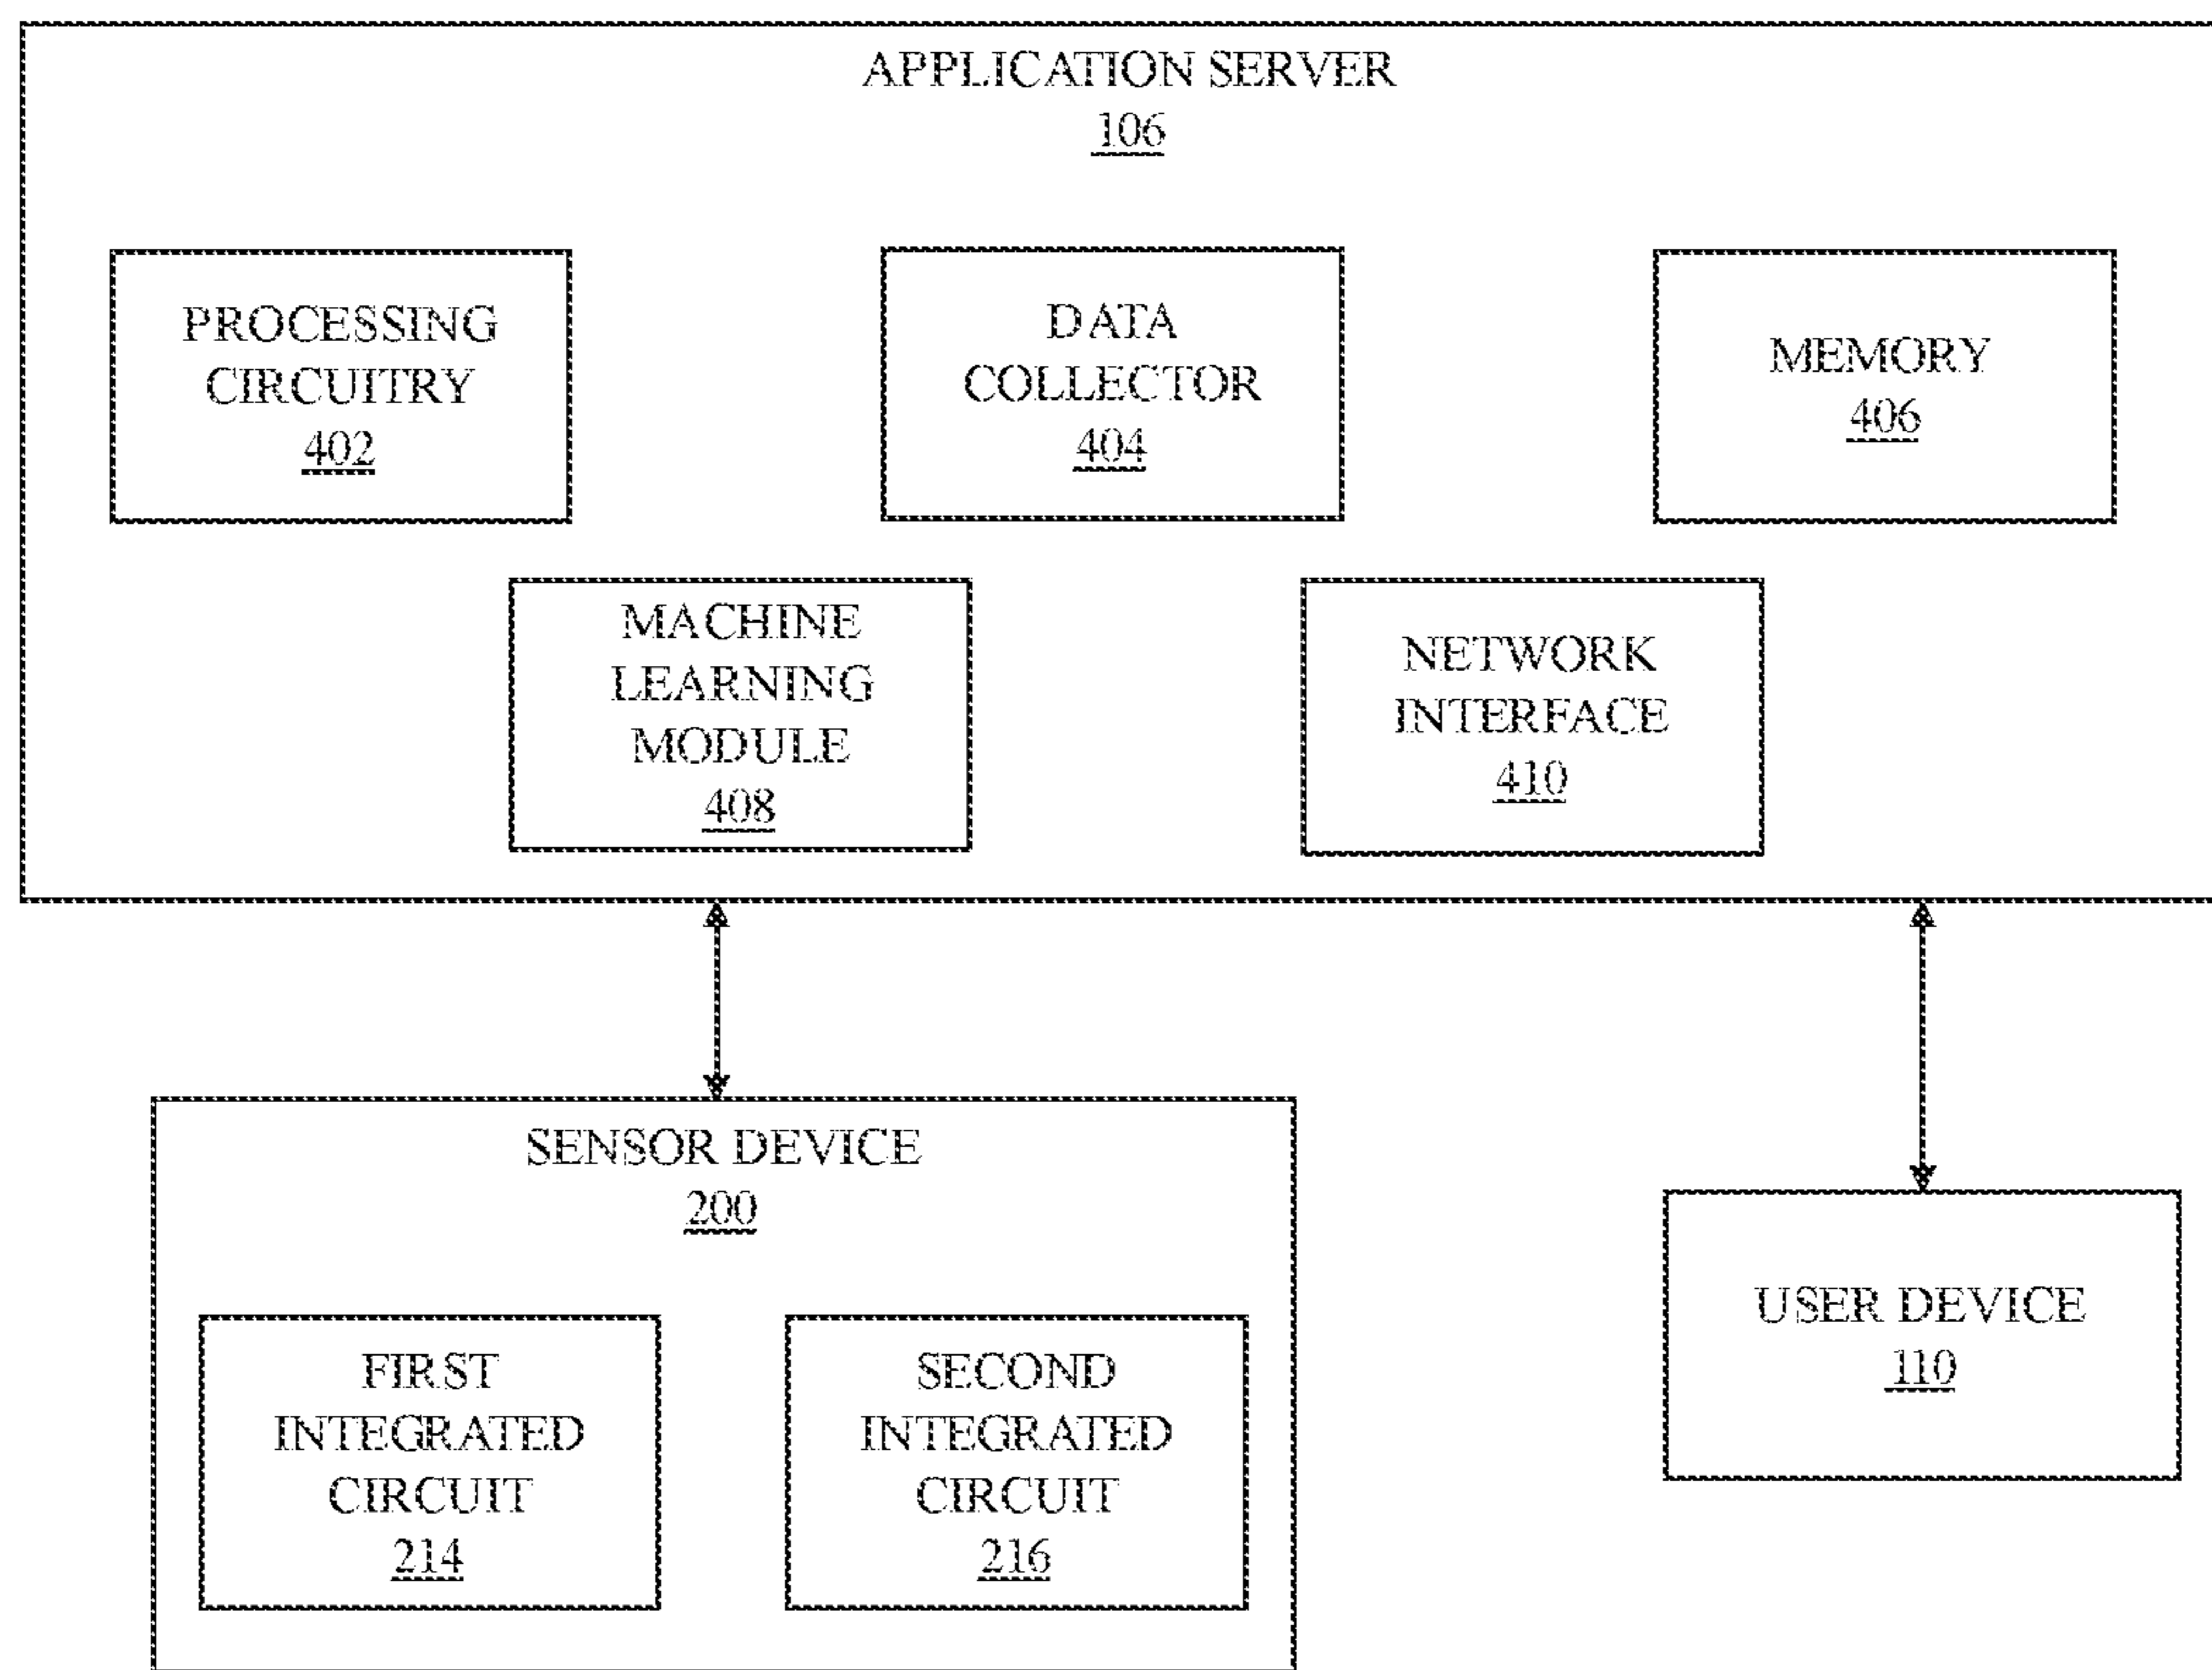 APPLICATION SERVER
106
PROCESSING
CIRCUITRY
402
DATA
COLLECTOR
404
MEMORY
406
MACHINE
LEARNING
MODULE
408
NETWORK
INTERFACE
410
SENSOR DEVICE
200
FIRST
INTEGRATED
CIRCUIT
214
SECOND
INTEGRATED
CIRCUIT
216
USER DEVICE
110